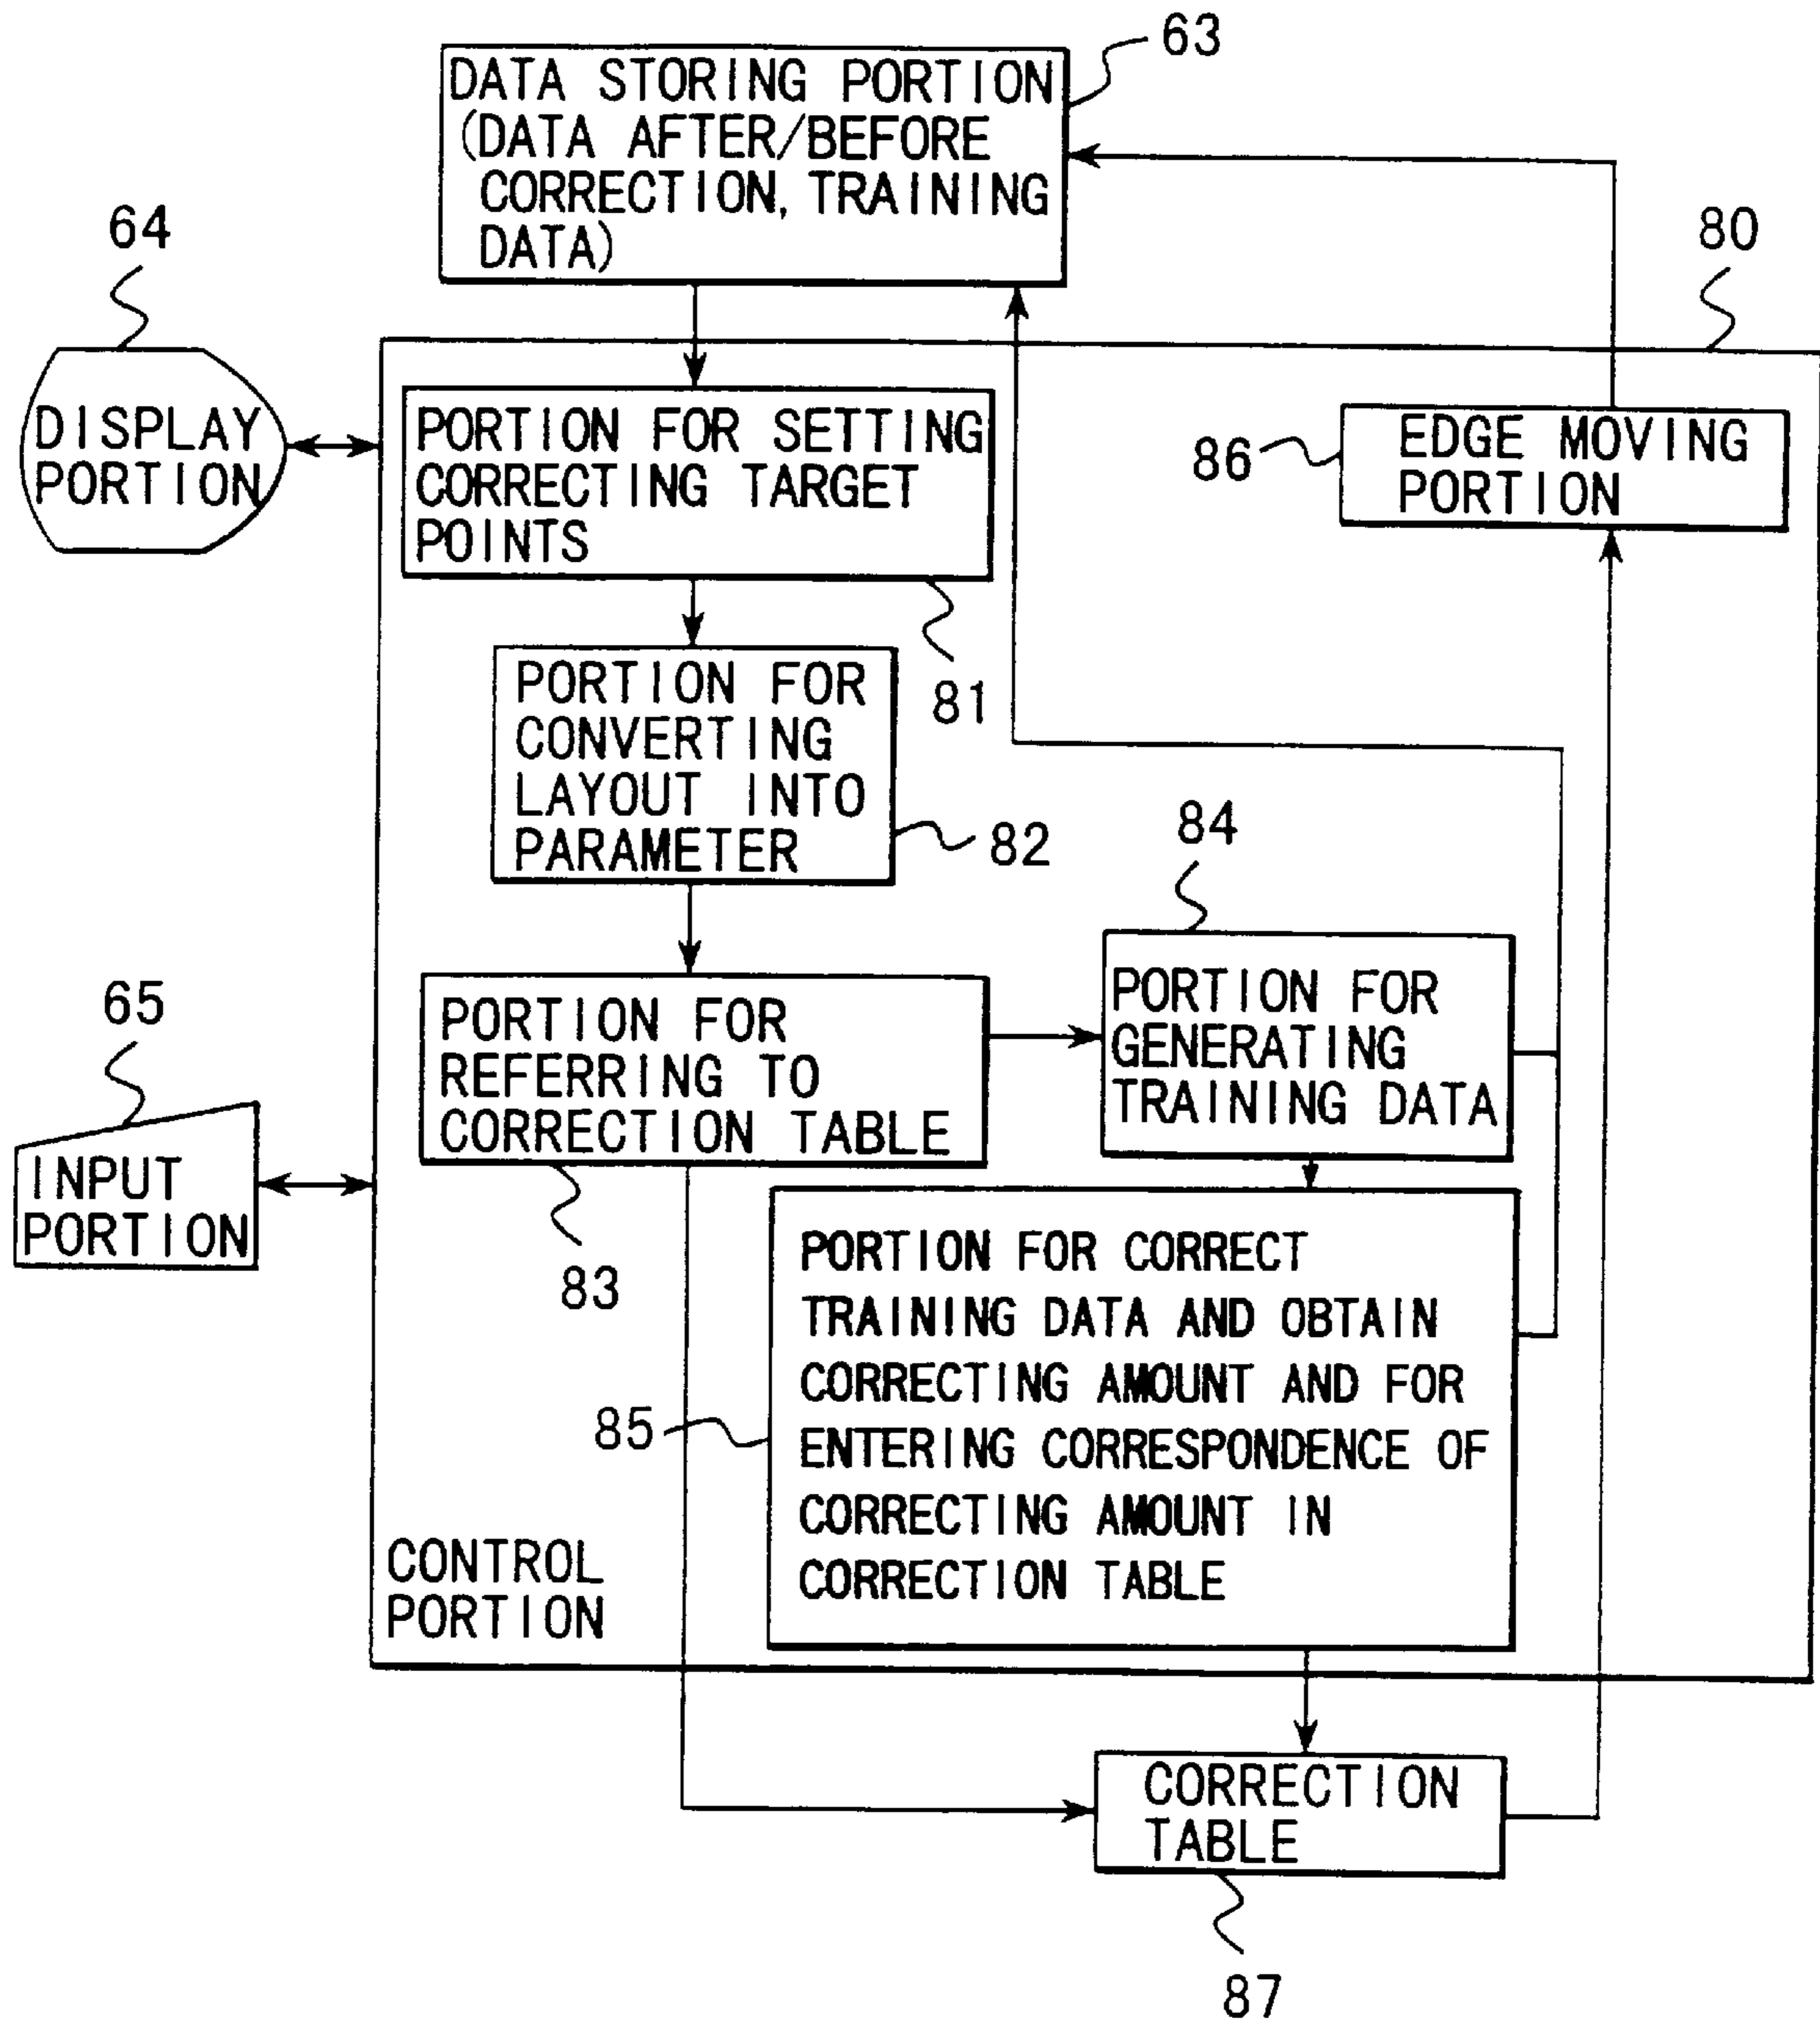 63
DATA STORING PORTION
(DATA AFTER/BEFORE
CORRECTION, TRAINING
DATA)
64
80
DISPLAY
PORTION
PORTION FOR SETTING
CORRECTING TARGET
POINTS
86
EDGE MOVING
PORTION
81
PORTION FOR
CONVERTING
LAYOUT INTO
PARAMETER
82
84
65
PORTION FOR
REFERRING TO
CORRECTION TABLE
PORTION FOR
GENERATING
TRAINING DATA
INPUT
PORTION
83
PORTION FOR CORRECT
TRAINING DATA AND OBTAIN
CORRECTING AMOUNT AND FOR
ENTERING CORRESPONDENCE OF
CORRECTING AMOUNT IN
CORRECTION TABLE
85
CONTROL
PORTION
CORRECTION
TABLE
87